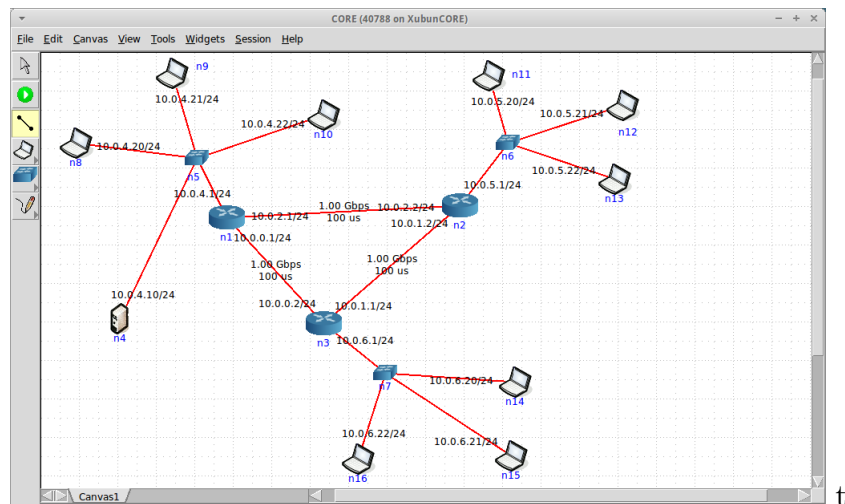 CORE (40788 on XubunCORE)
File Edit Canvas View Tools Widgets Session Help
n9
10.0.4.21/24
n11
10.0.5.20/24
10.0.5.21/24
n12
10.0.4.22/24
n10
10.0.4.20/24
n8
n5
n6
10.0.5.22/24
n13
10.0.4.1/24
10.0.5.1/24
1.00 Gbps
100 us
10.0.2.1/24
10.0.2.2/24
n1
10.0.0.1/24
10.0.1.2/24
n2
1.00 Gbps
100 us
1.00 Gbps
100 us
10.0.4.10/24
n4
10.0.0.2/24
10.0.1.1/24
n3
10.0.6.1/24
n7
10.0.6.20/24
n14
10.0.6.22/24
n16
10.0.6.21/24
n15
Canvas1